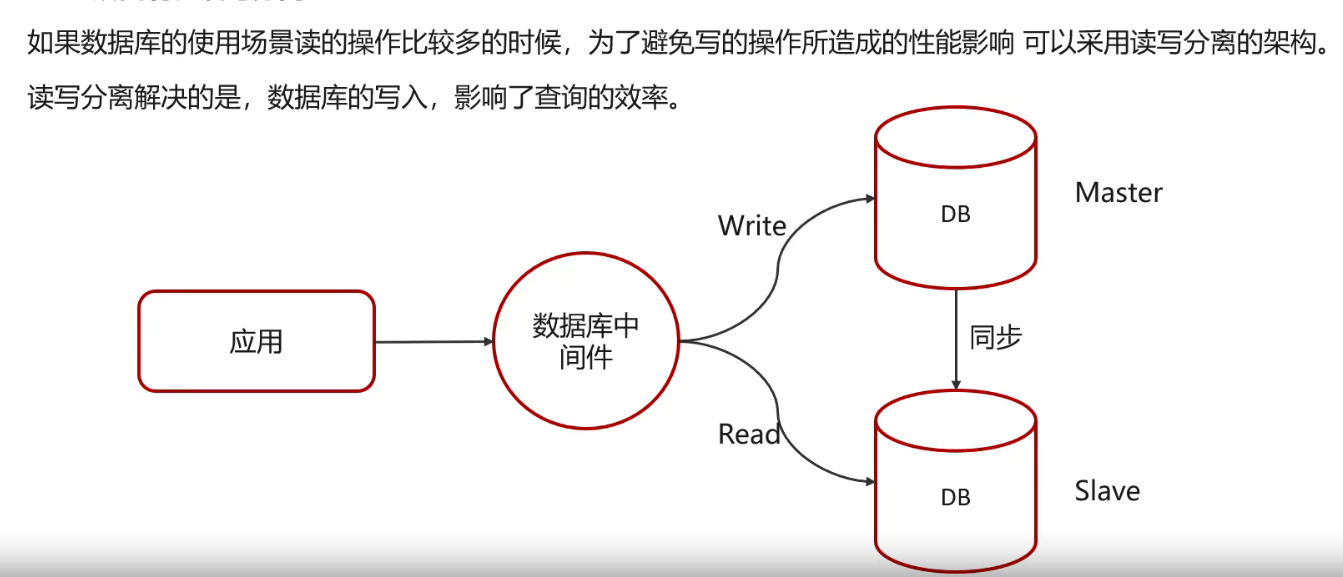 如果数据库的使用场景读的操作比较多的时候，为了避免写的操作所造成的性能影响 可以采用读写分离的架构。
读写分离解决的是，数据库的写入，影响了查询的效率。
DB
Master
Write
应用
数据库中
间件
同步
Read
DB
Slave